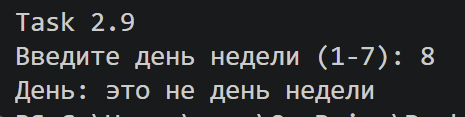 Task 2.9
Введите день недели (1-7): 8
День: это не день недели